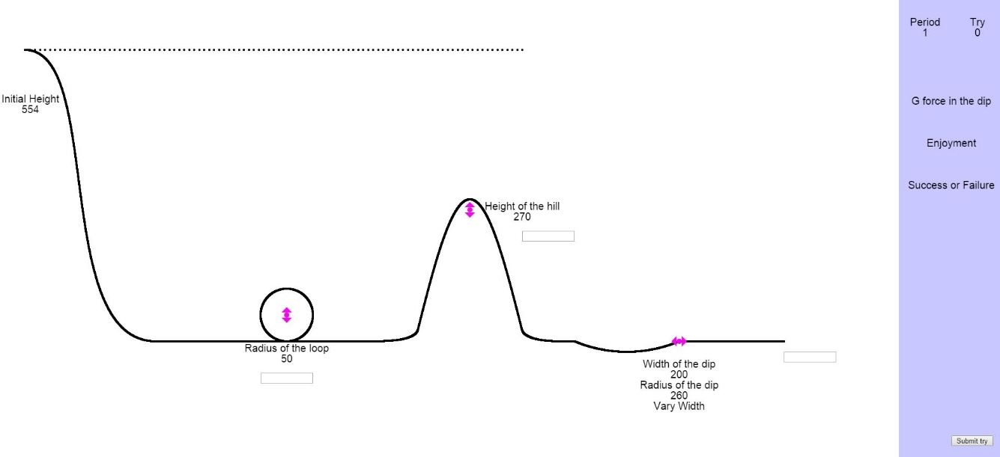 Period
1
Try
0
Initial Height
554
G force in the dip
Enjoyment
Success or Failure
Height of the hill
270
Radius of the loop
50
Width of the dip
200
Radius of the dip
260
Vary Width
Submit try